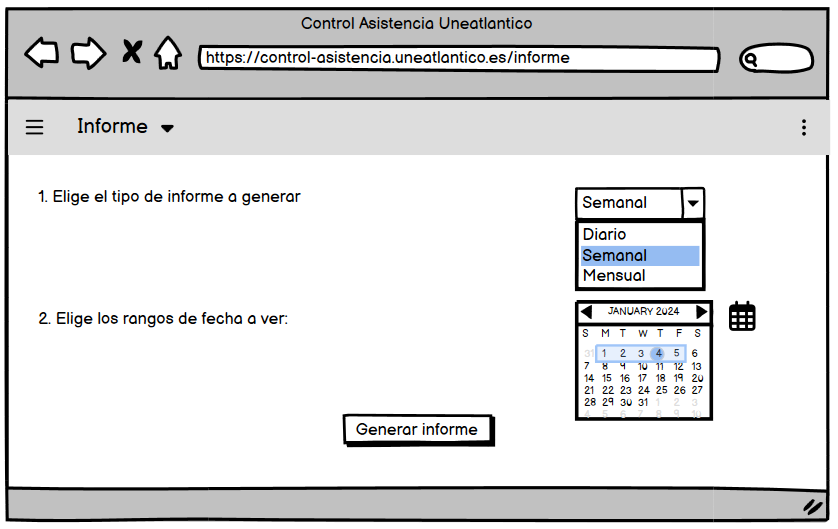 Control Asistencia Uneatlantico
https://control-asistencia.uneatlantico.es/informe
Informe
1. Elige el tipo de informe a generar
Semanal
Diario
Semanal
Mensual
2. Elige los rangos de fecha a ver:
JANUARY 2024
S M T W T F S
31 1 2 3 4 5 6
7 8 9 10 11 12 13
14 15 16 17 18 19 20
21 22 23 24 25 26 27
28 29 30 31 1 2 3
4 5 6 7 8 9 10
Generar informe